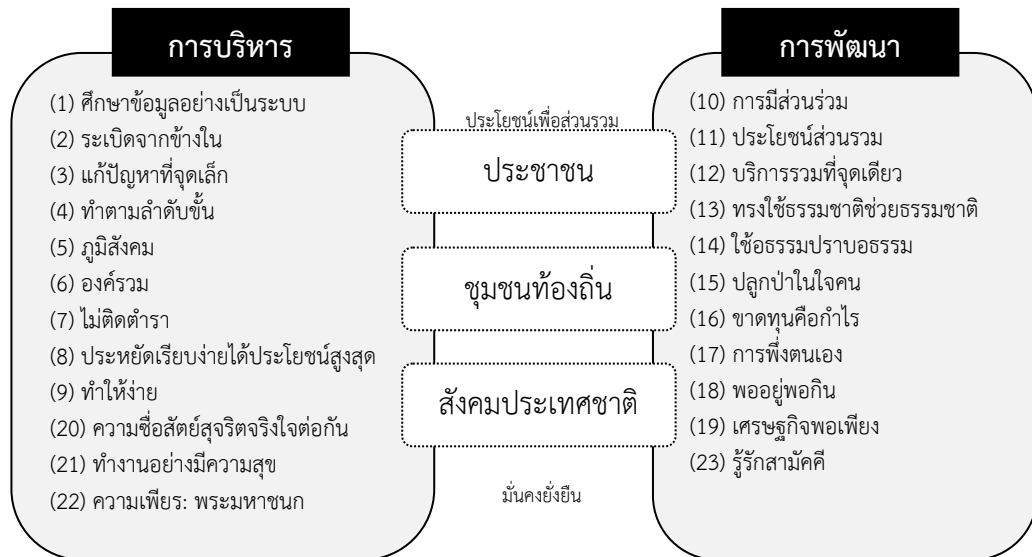 การบริหาร
(1) ศึกษาข้อมูลอย่างเป็นระบบ
(2) ระเบิดจากข้างใน
(3) แก้ปัญหาที่จุดเล็ก
(4) ทำตามลำดับขั้น
(5) ภูมิสังคม
(6) องค์รวม
(7) ไม่ติดตำรา
(8) ประหยัดเรียบง่ายได้ประโยชน์สูงสุด
(9) ทำให้ง่าย
(20) ความซื่อสัตย์สุจริตจริงใจต่อกัน
(21) ทำงานอย่างมีความสุข
(22) ความเพียร: พระมหาชนก
ประโยชน์เพื่อส่วนรวม
ประชาชน
ชุมชนท้องถิ่น
สังคมประเทศชาติ
มั่นคงยั่งยืน
การพัฒนา
(10) การมีส่วนร่วม
(11) ประโยชน์ส่วนรวม
(12) บริการรวมที่จุดเดียว
(13) ทรงใช้ธรรมชาติช่วยธรรมชาติ
(14) ใช้อธรรมปราบอธรรม
(15) ปลูกป่าในใจคน
(16) ขาดทุนคือกำไร
(17) การพึ่งตนเอง
(18) พออยู่พอกิน
(19) เศรษฐกิจพอเพียง
(23) รู้รักสามัคคี